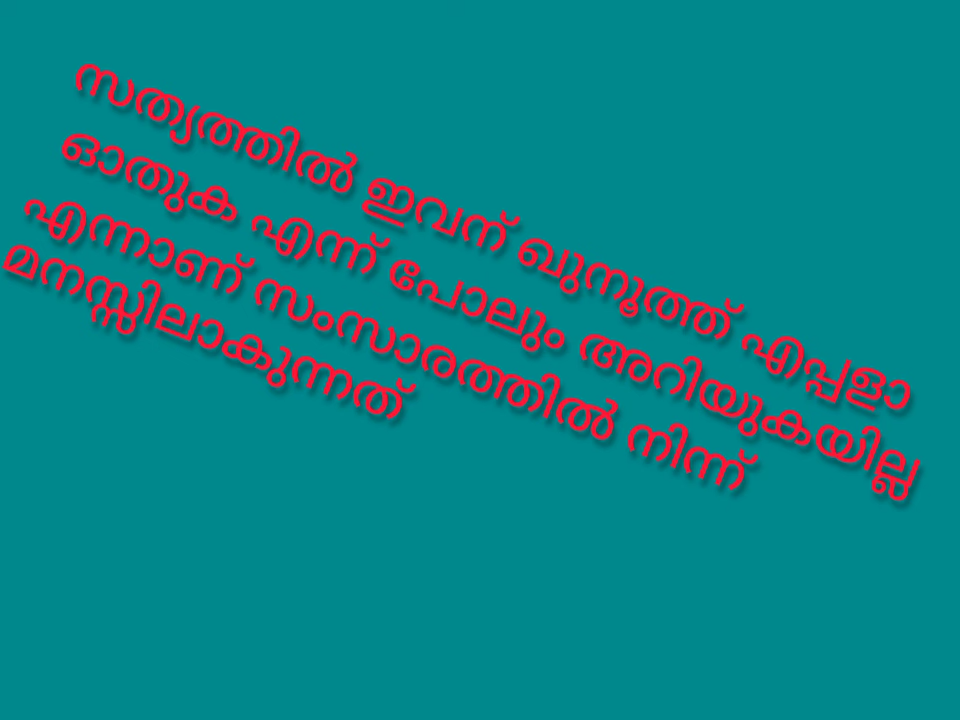 സത്യത്തിൽ ഇവന് ഖുനൂത്ത് എപ്പളാ
ഓതുക എന്ന് പോലും അറിയുകയില്ല
എന്നാണ് സംസാരത്തിൽ നിന്ന്
മനസ്സിലാകുന്നത്